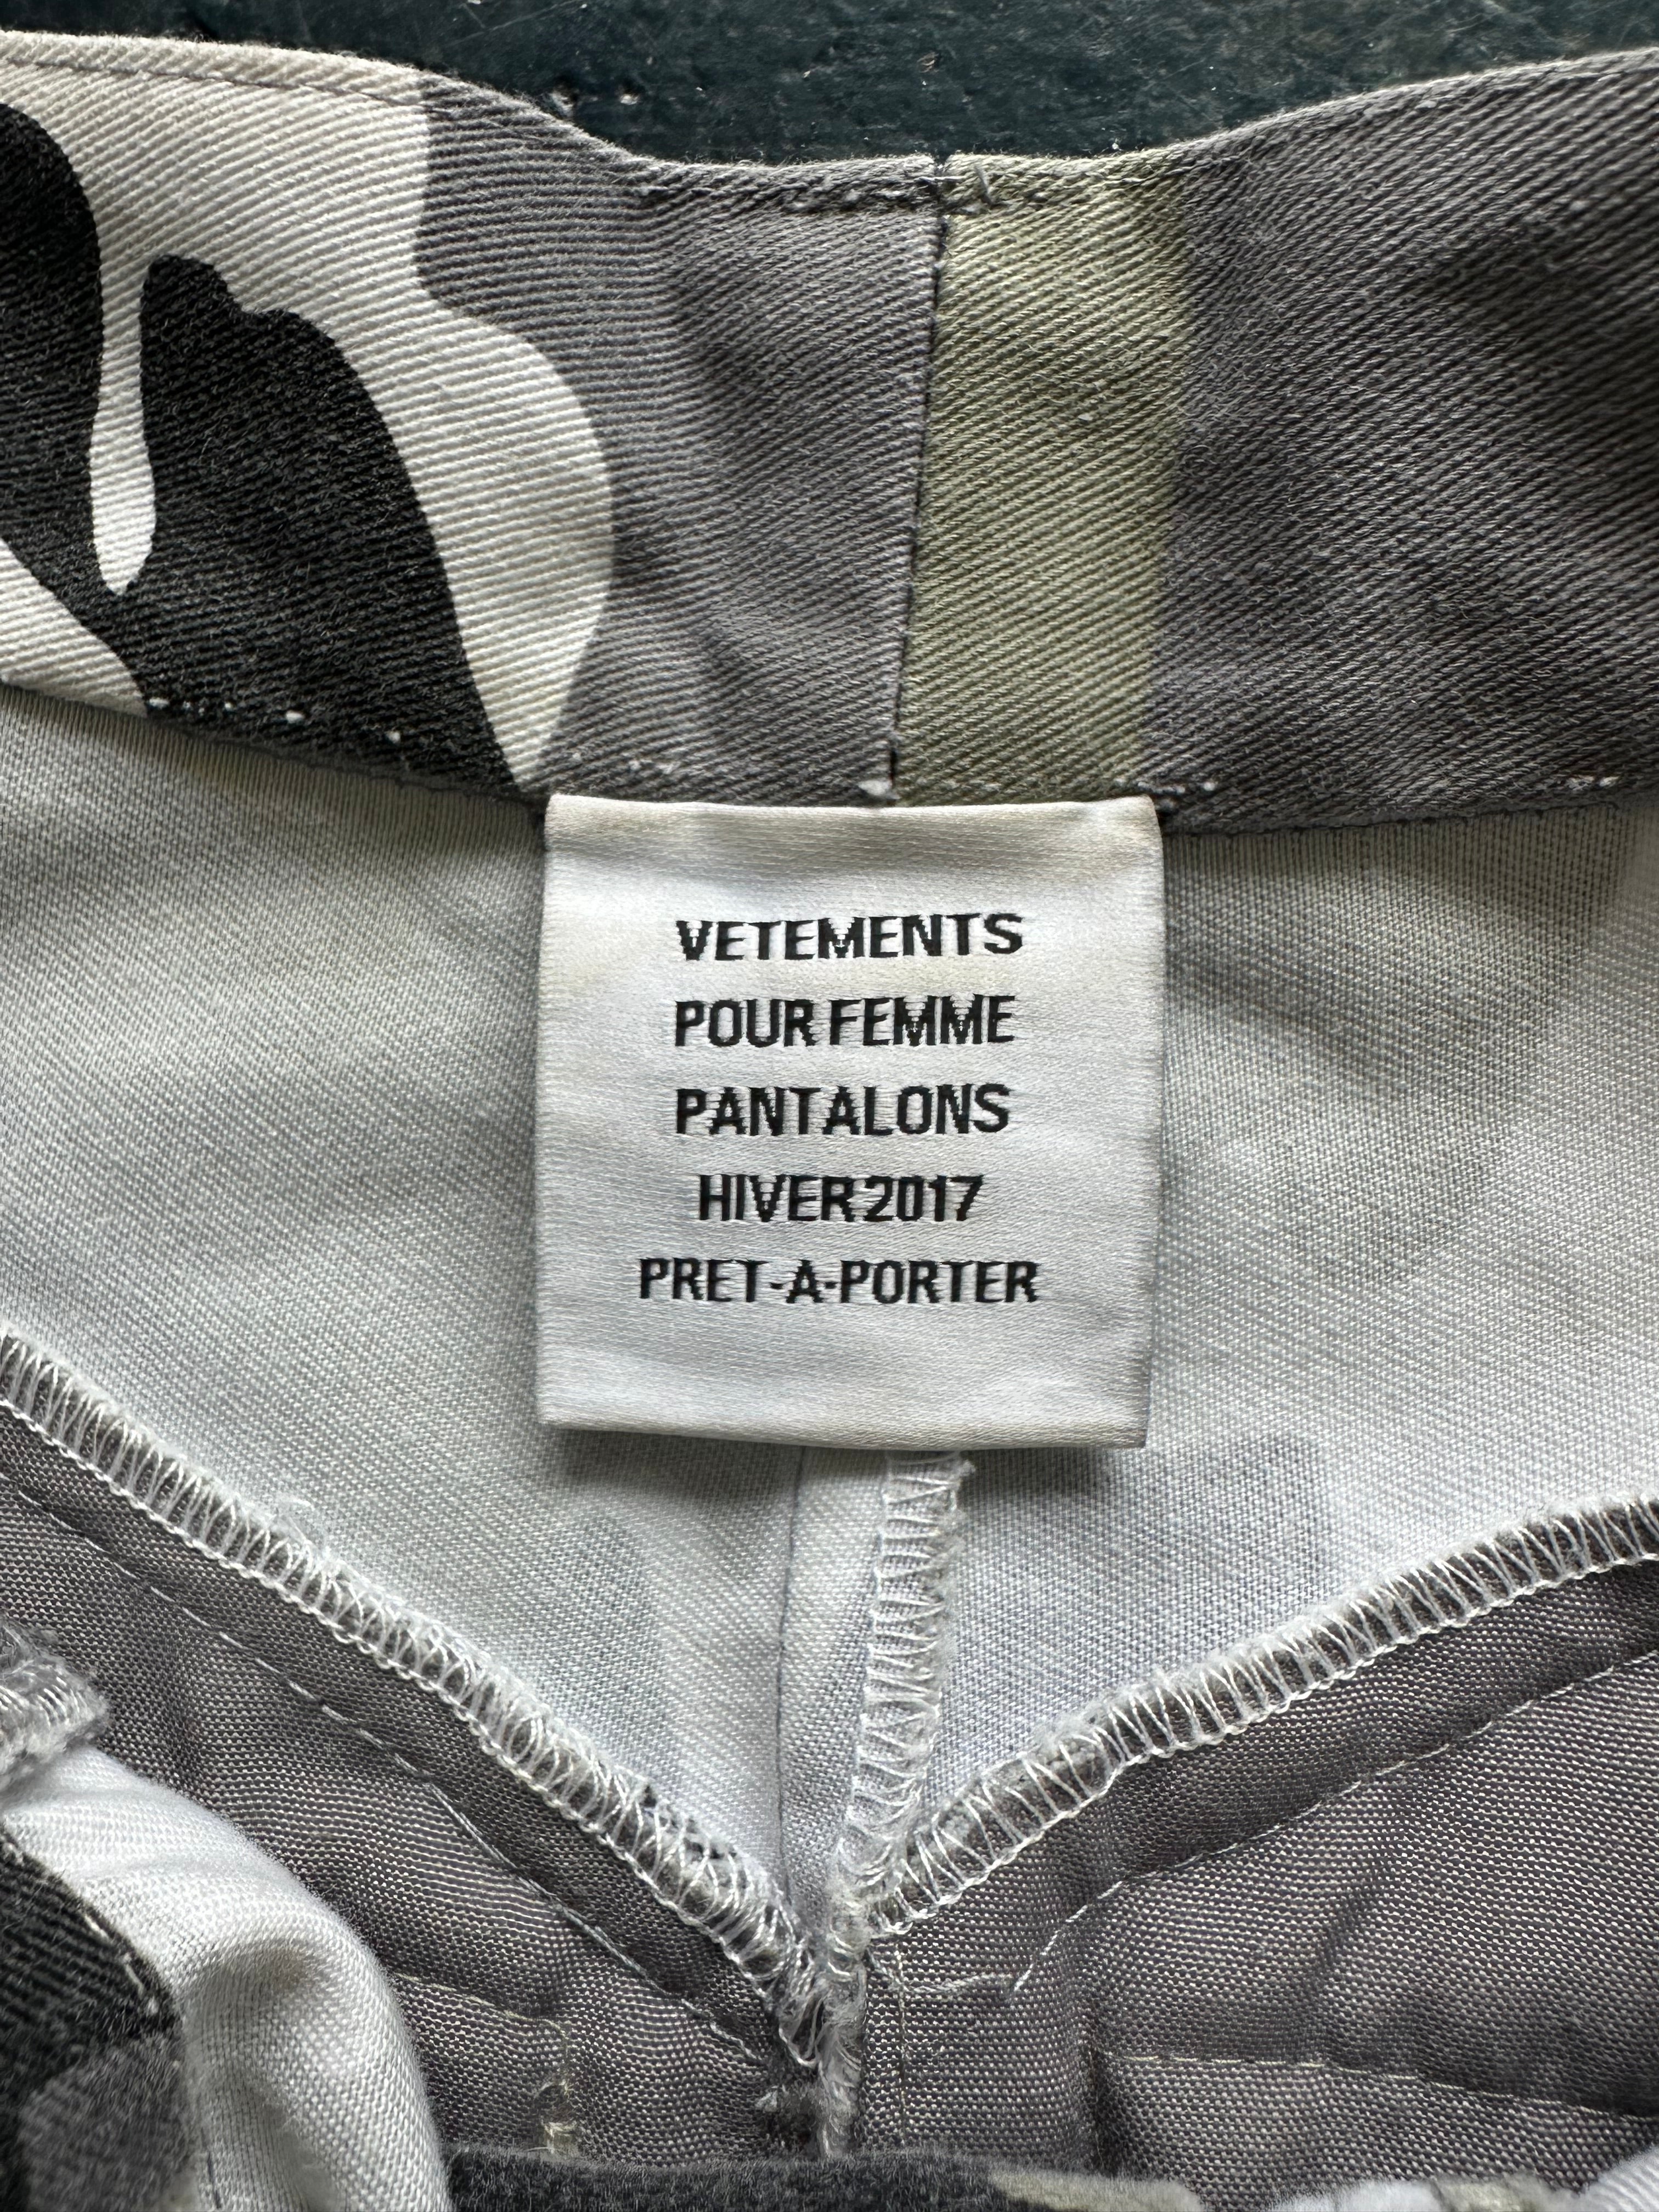 VETEMENTS
POUR FEMME
PANTALONS
HIVER 2017
PRET-A-PORTER